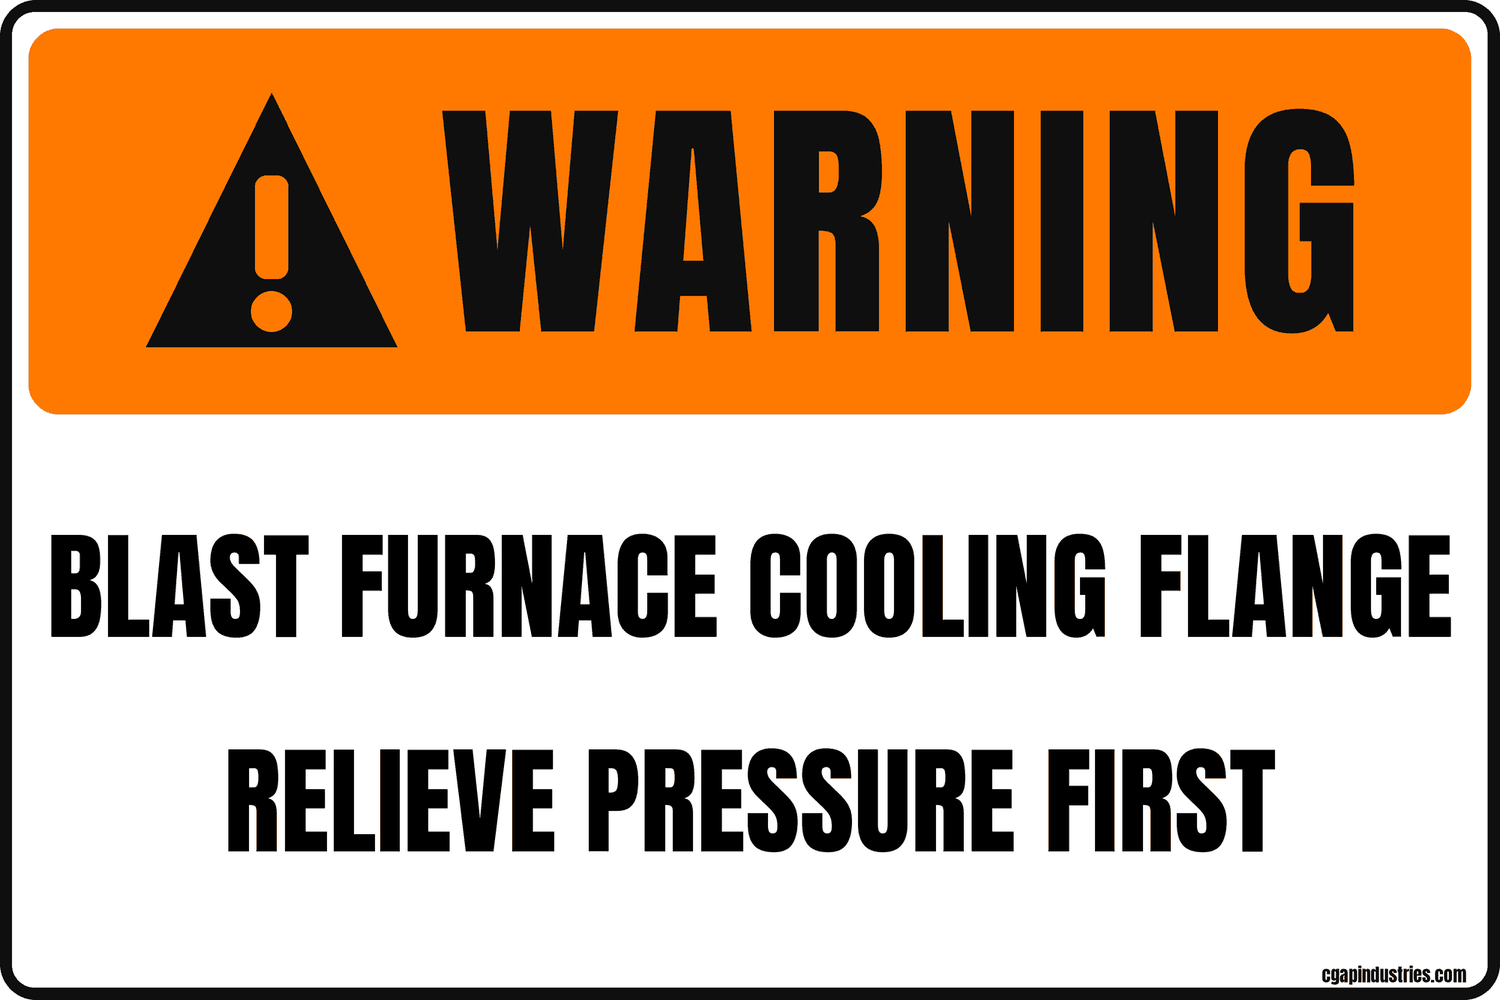 WARNING
BLAST FURNACE COOLING FLANGE
RELIEVE PRESSURE FIRST
cgapindustries.com